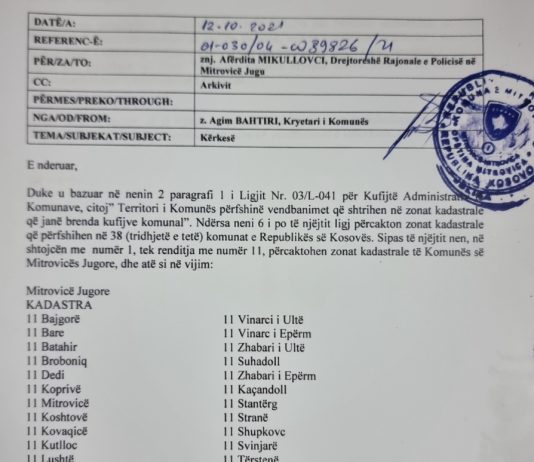 DATË/A: 12-10.2021
REFERENC-Ë: 01-030/04-
PËR/ZA/TO: znj. Afërdita MIKULLOVCI, Drejtoreshë Rajonale e Policisë në
Mitrovicë Jugu
CC: Arkivit
PËRMES/PREKO/THROUGH:
NGA/OD/FROM: z. Agim BAHTIRI, Kryetari i Komunës
TEMA/SUBJEKAT/SUBJECT: Kërkesë
E nderuar,
Duke u bazuar në nenin 2 paragrafi 1 i Ligjit Nr. 03/L-041 për Kufijtë
Komunave, citoj" Territori i Komunës përfshinë vendbanimet që shtrihen në zonat kadastrale
që janë brenda kufijve komunal". Ndërsa neni 6 i po të njëjtit ligj përcakton zonat kadastrale
që përfshihen në 38 (tridhjetë e tetë) komunat e Republikës së Kosovës. Sipas të njëjtit nen, në
shtojcën me numër 1, tek renditja me numër 11, përcaktohen zonat kadastrale të Komunës së
Mitrovicës Jugore, dhe atë si në vijim:
Mitrovicë Jugore
KADASTRA
11 Bajgorë 11 Vinarci i Ultë
11 Bare 11 Vinarc i Epërm
11 Batahir 11 Zhabari i Ultë
11 Broboniq 11 Suhadoll
11 Dedi 11 Zhabari i Epërm
11 Koprivë 11 Kaçandoll
11 Mitrovicë 11 Stantërg
11 Koshtovë 11 Stranë
11 Kovaqicë 11 Shupkovc
11 Kutlloc 11 Svinjarë
11 Lushtë 11 Tërstenë